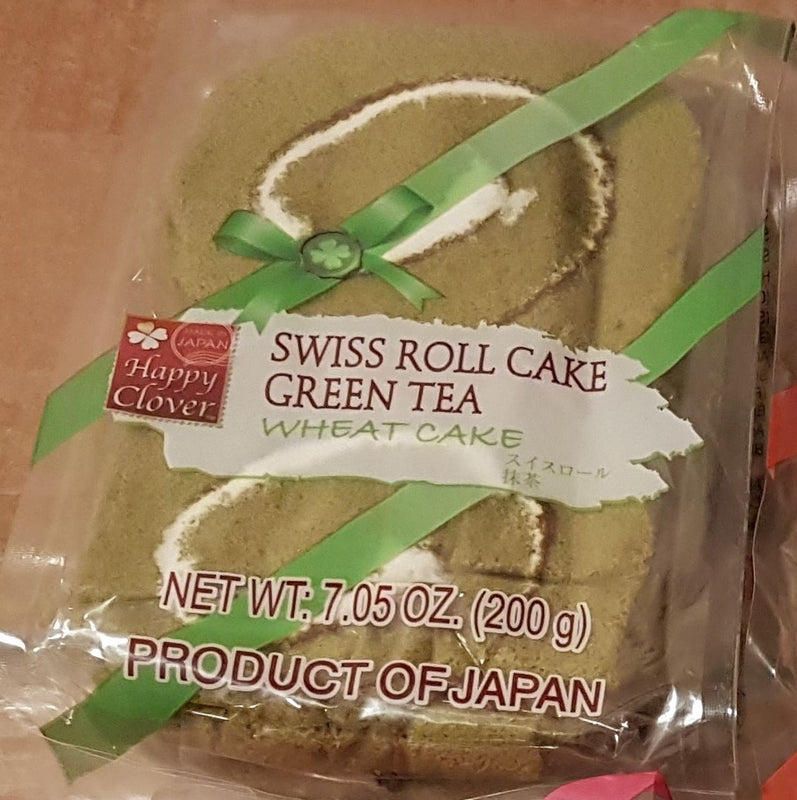 MADE IN
JAPAN
Happy
Clover
SWISS ROLL CAKE
GREEN TEA
WHEAT CAKE
スイスロール
抹茶
NET WT: 7.05 OZ. (200 g)
PRODUCT OF JAPAN